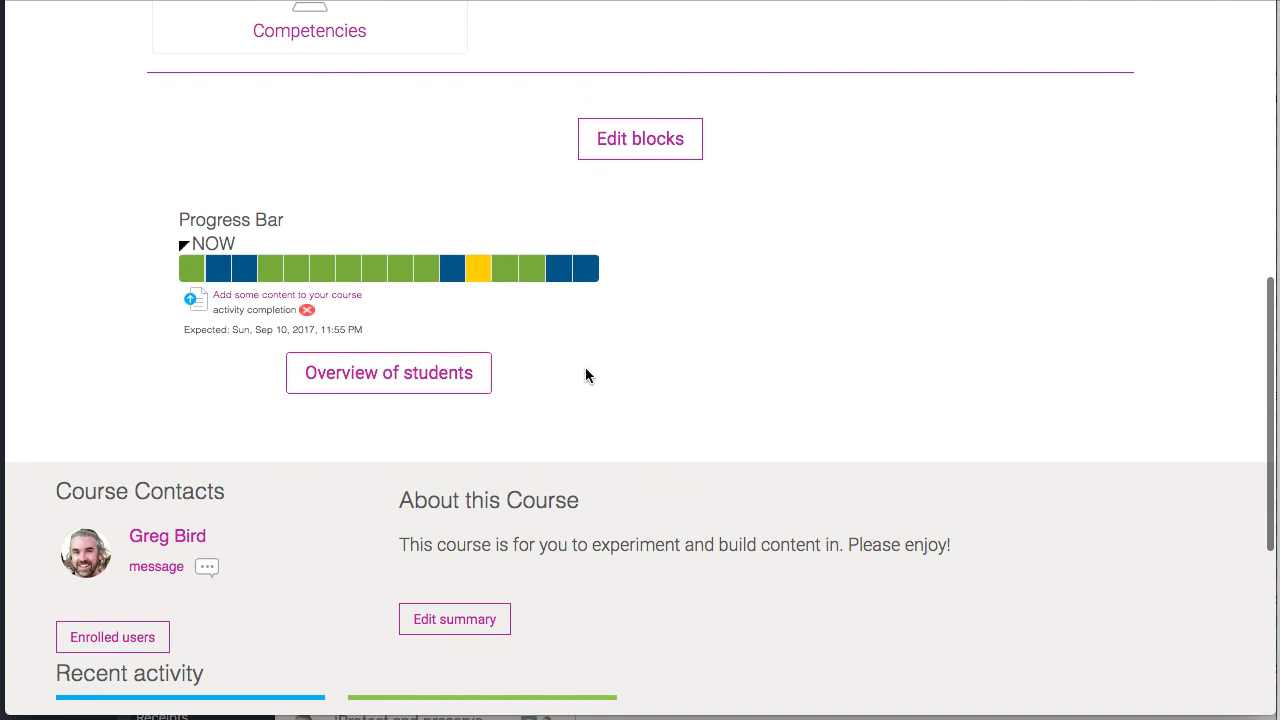 Competencies
Edit blocks
Progress Bar
NOW
Add some content to your course
activity completion
Expected: Sun, Sep 10, 2017, 11:55 PM
Overview of students
Course Contacts
Greg Bird
message
Enrolled users
About this Course
This course is for you to experiment and build content in. Please enjoy!
Edit summary
Recent activity
Receipts